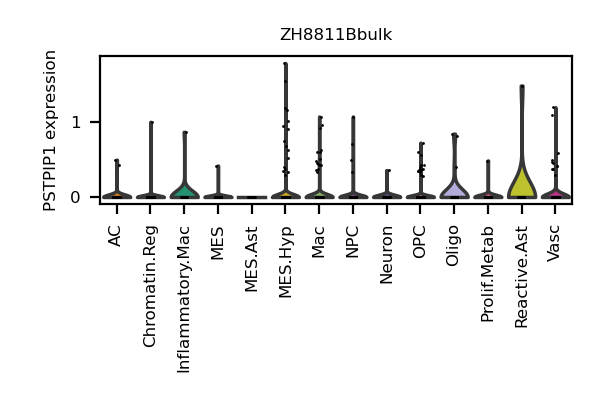 ZH8811Bbulk
PSTPIP1 expression
1
0
AC
Chromatin.Reg
Inflammatory.Mac
MES
MES.Ast
MES.Hyp
Mac
NPC
Neuron
OPC
Oligo
Prolif.Metab
Reactive.Ast
Vasc